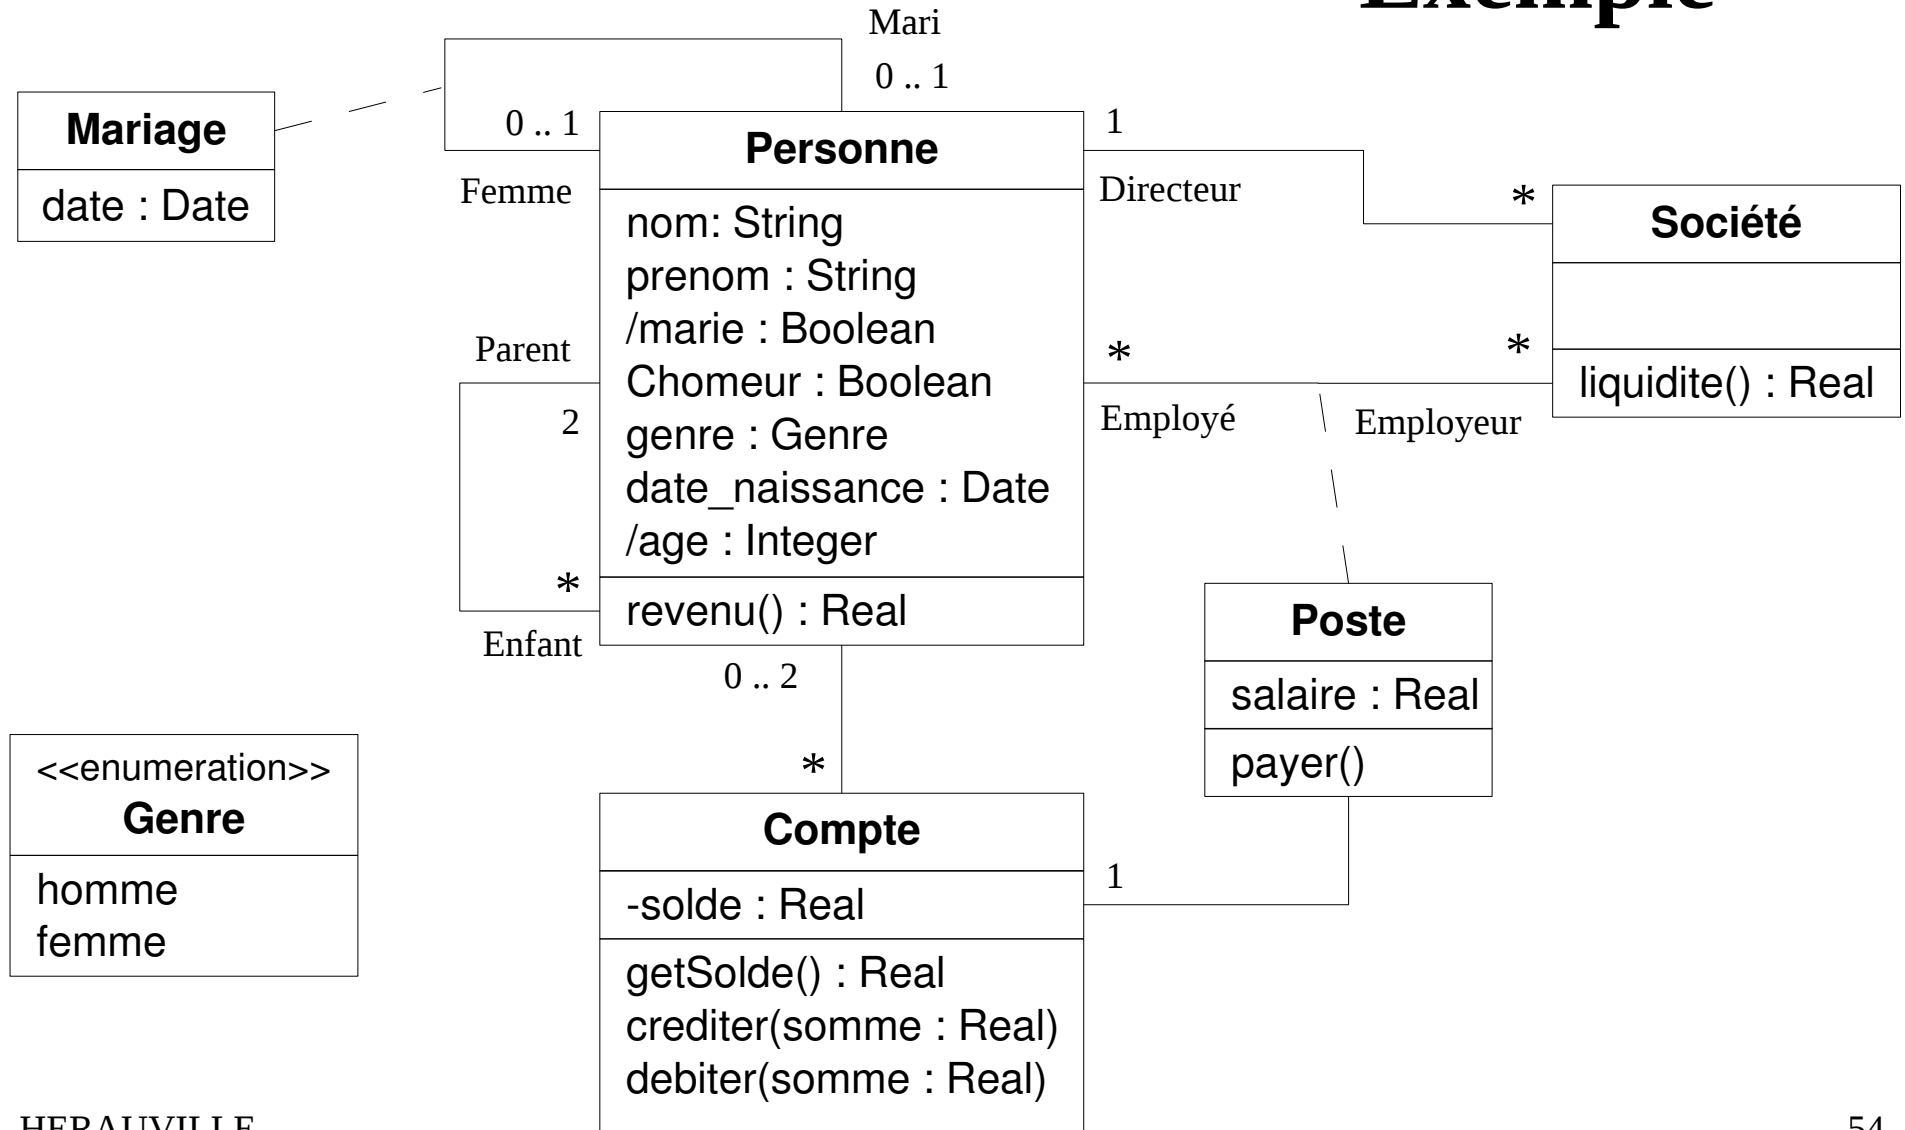 Exemple
Mari
0 .. 1
Mariage
date : Date
0 .. 1
Femme
Personne
nom: String
prenom : String
/marie : Boolean
Chomeur : Boolean
genre : Genre
date_naissance : Date
/age : Integer
revenu() : Real
1
Directeur
*
Société
liquidite() : Real
Parent
2
*
Enfant
*
Employé
*
Employeur
Poste
salaire : Real
payer()
0 .. 2
*
<<enumeration>>
Genre
homme
femme
Compte
-solde : Real
getSolde() : Real
crediter(somme : Real)
debiter(somme : Real)
1
HERAUVILLE
54